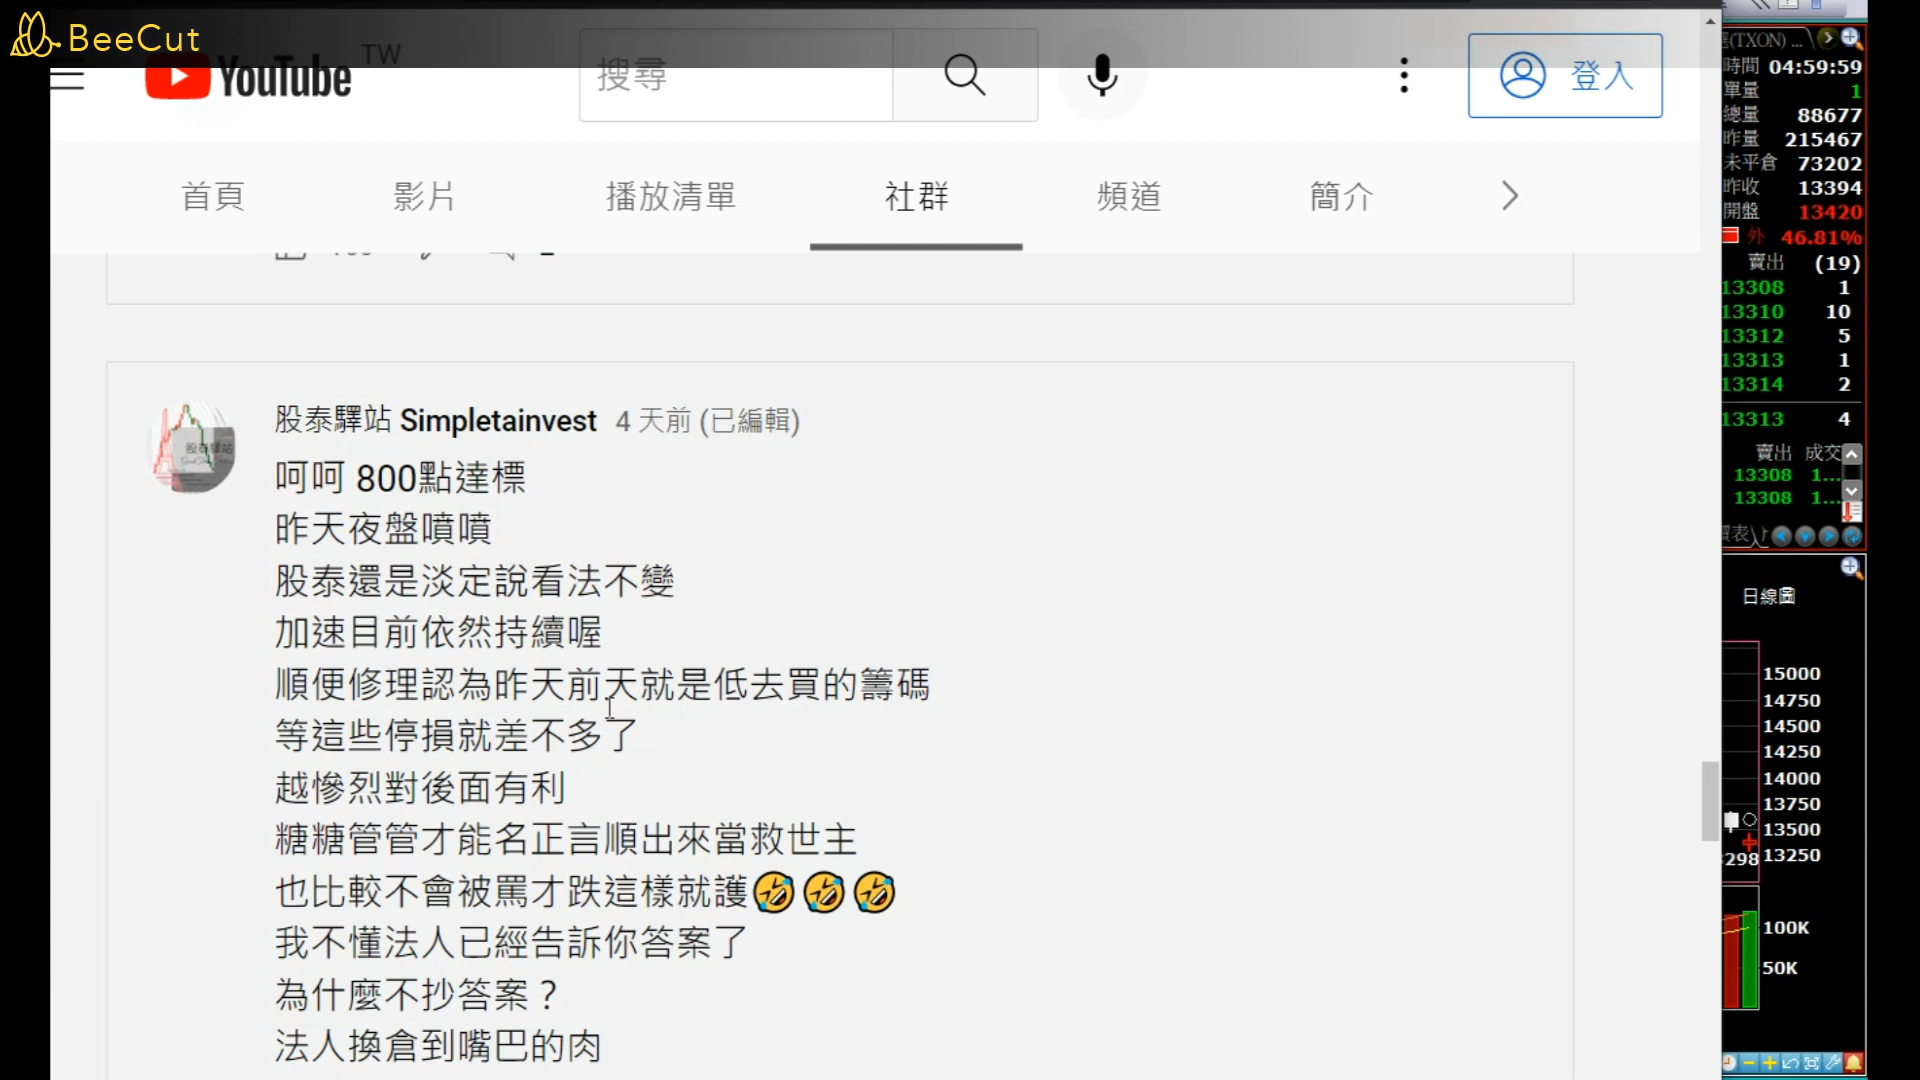 BeeCut
YouTube TW
搜尋
登入
首頁
影片
播放清單
社群
頻道
簡介
股泰驛站 Simpletainvest 4 天前 (已編輯)
呵呵 800點達標
昨天夜盤噴噴
股泰還是淡定說看法不變
加速目前依然持續喔
順便修理認為昨天前天就是低去買的籌碼
等這些停損就差不多了
越慘烈對後面有利
糖糖管管才能名正言順出來當救世主
也比較不會被罵才跌這樣就護🤣🤣🤣
我不懂法人已經告訴你答案了
為什麼不抄答案？
法人換倉到嘴巴的肉
(TXON) ...
時間 04:59:59
單量 1
總量 88677
昨量 215467
未平倉 73202
昨收 13394
開盤 13420
外 46.81%
賣出 (19)
13308 1
13310 10
13312 5
13313 1
13314 2
13313 4
賣出 成交
13308 1...
13308 1...
日線圖
15000
14750
14500
14250
14000
13750
13500
13250
298
100K
50K